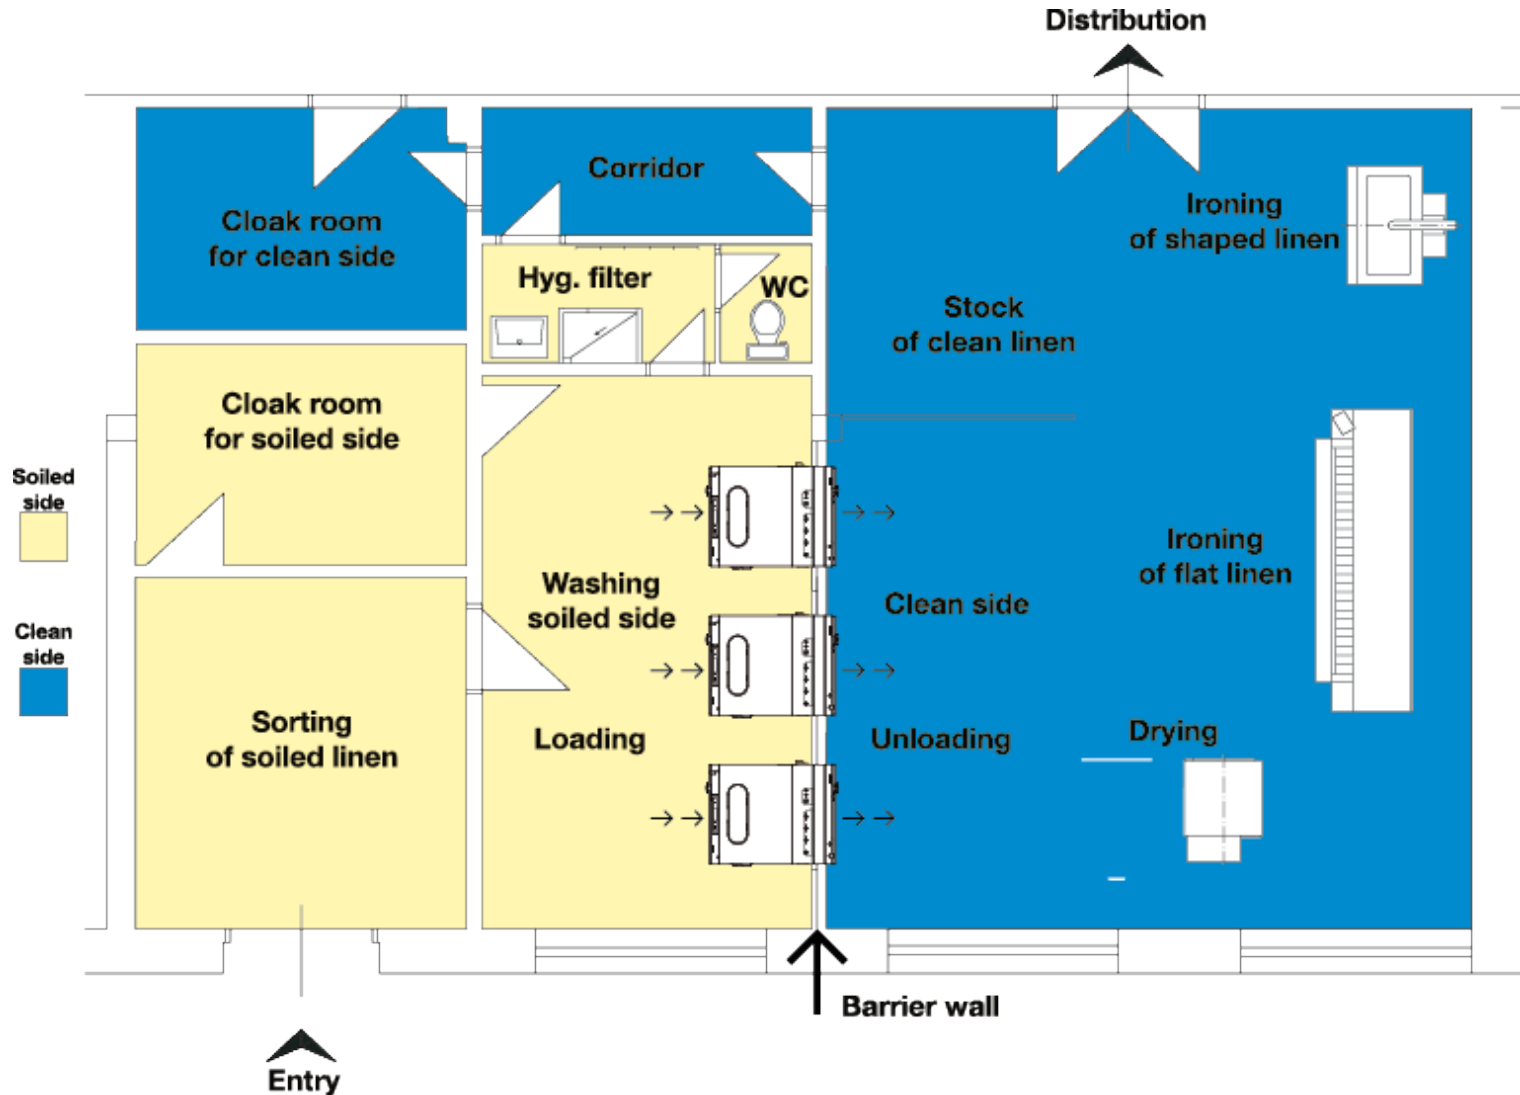 Distribution
Corridor
Cloak room
for clean side
Ironing
of shaped linen
Hyg. filter
WC
Stock
of clean linen
Cloak room
for soiled side
Soiled
side
Ironing
of flat linen
Washing
soiled side
Clean side
Clean
side
Sorting
of soiled linen
Loading
Unloading
Drying
Barrier wall
Entry